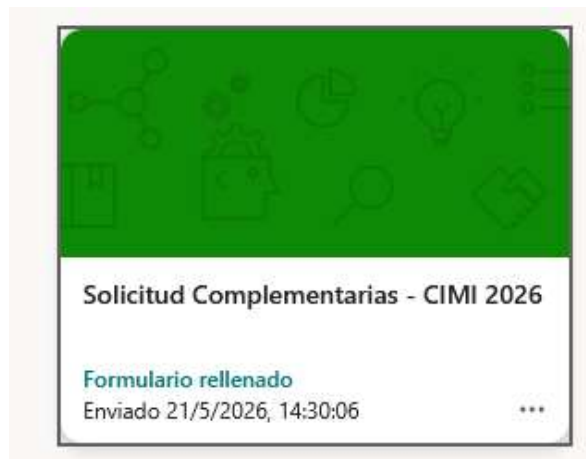 Solicitud Complementarias - CIMI 2026
Formulario rellenado
Enviado 21/5/2026, 14:30:06